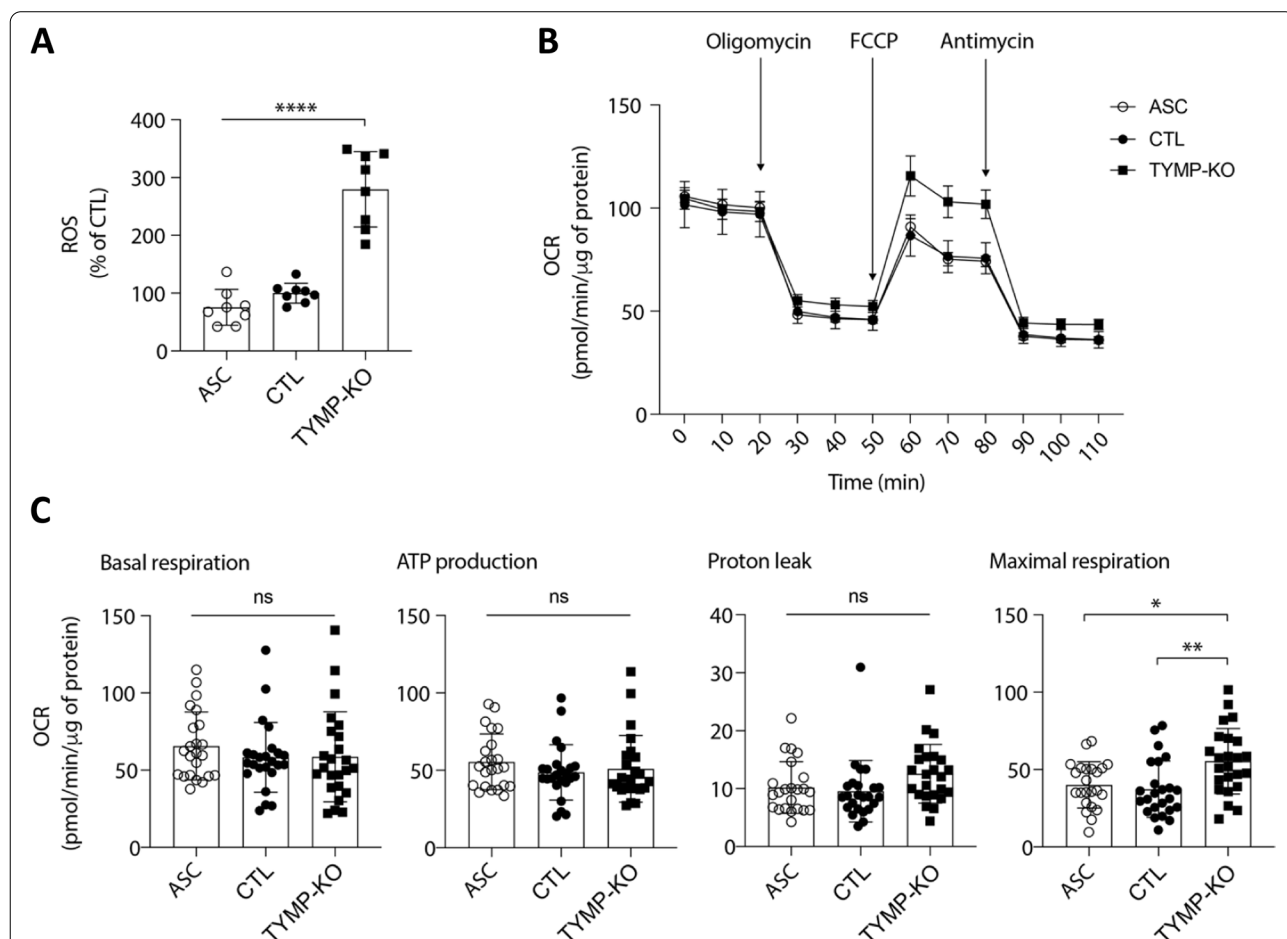 A
****
400
300
200
100
0
ROS
(% of CTL)
ASC
CTL
TYMP-KO
B
Oligomycin
FCCP
Antimycin
150
100
50
0
OCR
(pmol/min/μg of protein)
0
10
20
30
40
50
60
70
80
90
100
110
Time (min)
ASC
CTL
TYMP-KO
C
Basal respiration
ns
150
100
50
0
OCR
(pmol/min/μg of protein)
ASC
CTL
TYMP-KO
ATP production
ns
150
100
50
0
ASC
CTL
TYMP-KO
Proton leak
ns
40
30
20
10
0
ASC
CTL
TYMP-KO
Maximal respiration
*
**
150
100
50
0
ASC
CTL
TYMP-KO